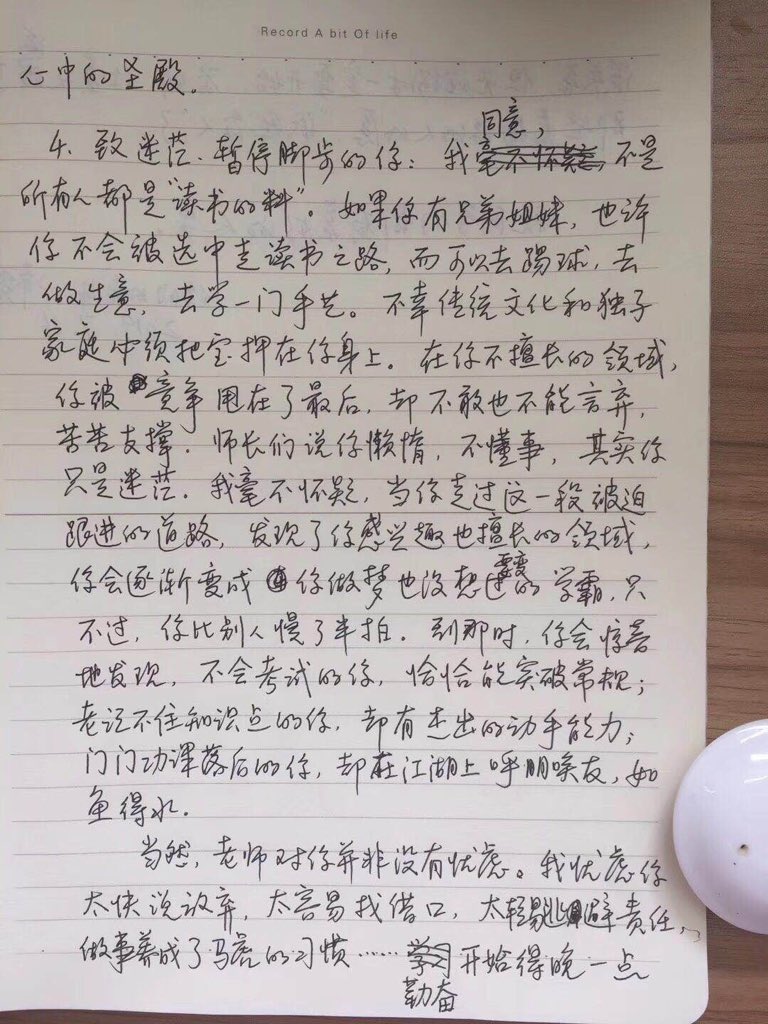 Record A bit Of life
心中的圣殿。
同意，
4. 致迷茫、暂停脚步的你：我毫不怀疑，不是
所有人都是“读书的料”。如果你有兄弟姐妹，也许
你不会被选中走读书之路，而可以去踢球，去
做生意，去学一门手艺。不幸传统文化和独子
家庭中须把宝押在你身上。在你不擅长的领域，
你被竞争甩在了最后，却不敢也不能言弃，
苦苦支撑。师长们说你懒惰，不懂事，其实你
只是迷茫。我毫不怀疑，当你走过这一段被迫
跟进的道路，发现了你感兴趣也擅长的领域，
你会逐渐变成你做梦也没想过要变的学霸，只
不过，你比别人慢了半拍。到那时，你会惊喜
地发现，不会考试的你，恰恰能突破常规；
老记不住知识点的你，却有杰出的动手能力；
门门功课落后的你，却在江湖上呼朋唤友，如
鱼得水。
当然，老师对你并非没有忧虑。我忧虑你
太快说放弃，太容易找借口，太轻易逃避责任，
做事养成了马虎的习惯……学习开始得晚一点
勤奋